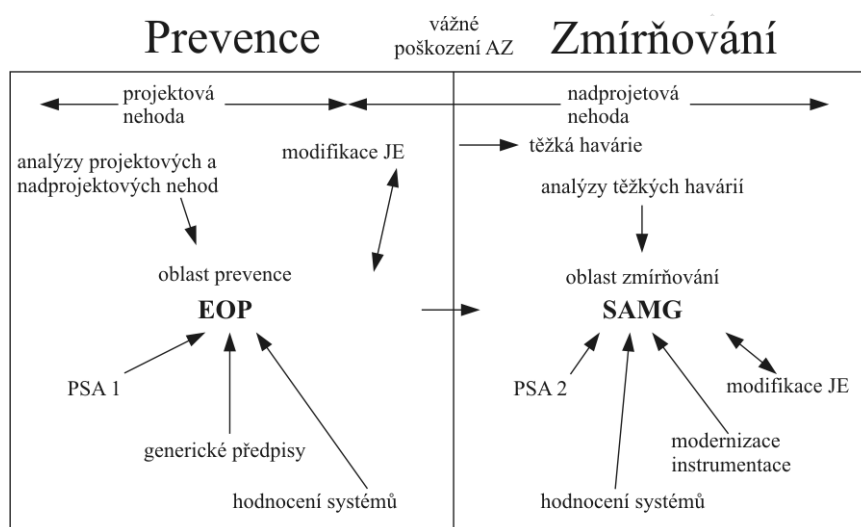 Prevence
vážné
poškození AZ
Zmírňování
projektová
nehoda
nadprojetová
nehoda
modifikace JE
těžká havárie
analýzy projektových a
nadprojektových nehod
analýzy těžkých havárií
oblast prevence
EOP
oblast zmírňování
SAMG
PSA 1
PSA 2
modifikace JE
generické předpisy
modernizace
instrumentace
hodnocení systémů
hodnocení systémů